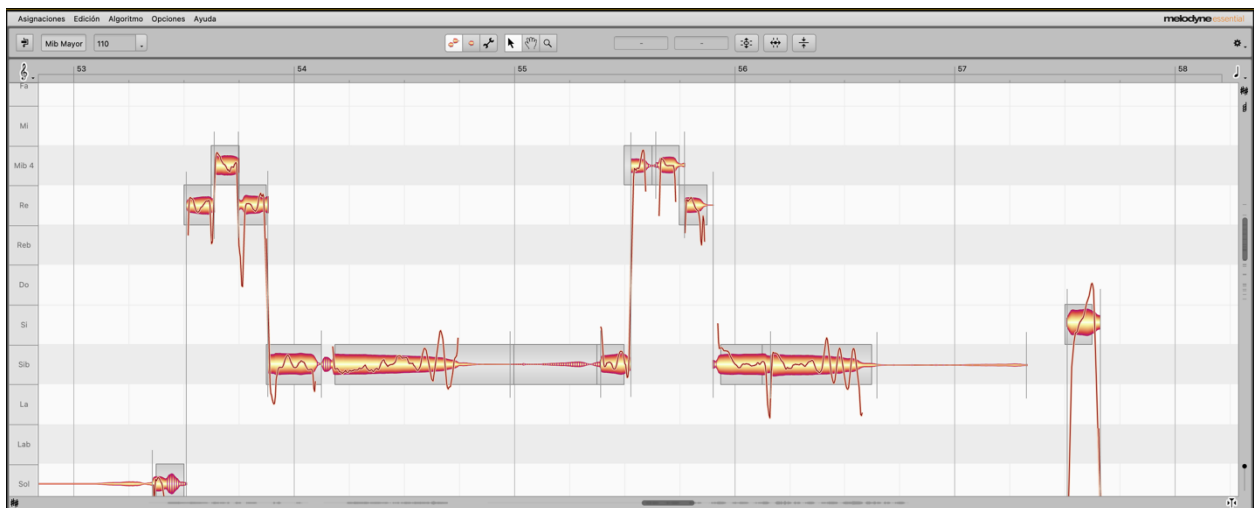 Asignaciones Edición Algoritmo Opciones Ayuda melodyne essential
Mib Mayor 110 - -
53 54 55 56 57 58
Fa
Mi
Mib 4
Re
Reb
Do
Si
Sib
La
Lab
Sol